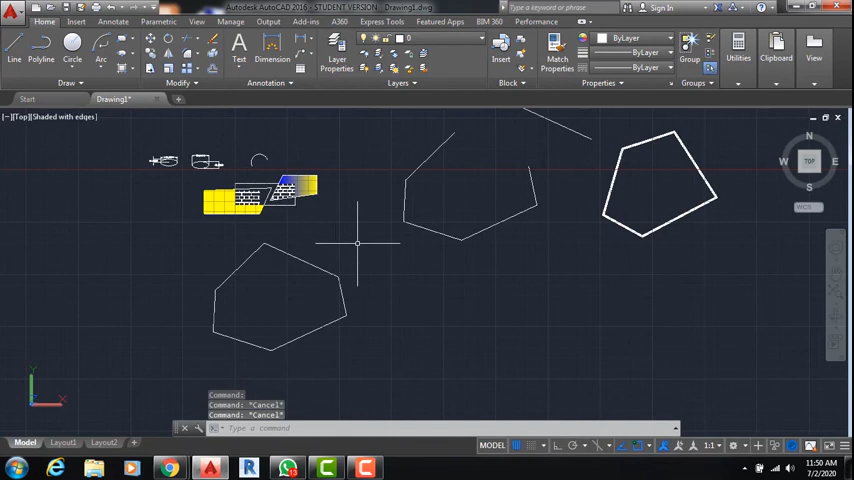 Autodesk AutoCAD 2016 - STUDENT VERSION Drawing1.dwg
Type a keyword or phrase
Sign In
Home Insert Annotate Parametric View Manage Output Add-ins A360 Express Tools Featured Apps BIM 360 Performance
Line Polyline Circle Arc
Text Dimension
Layer Properties
0
Insert
Match Properties
ByLayer
ByLayer
ByLayer
Group
Utilities Clipboard View
Draw Modify Annotation Layers Block Properties Groups
Start Drawing1*
[−][Top][Shaded with edges]
N
W TOP E
S
WCS
Y
X
Command:
Command: *Cancel*
Command: *Cancel*
Type a command
Model Layout1 Layout2
MODEL 1:1
13
11:50 AM
7/2/2020